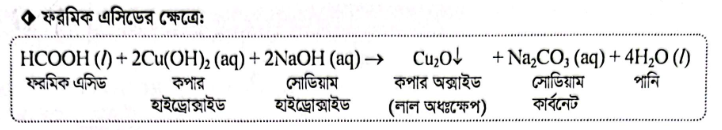 ❖ ফরমিক এসিডের ক্ষেত্রে:
HCOOH (l) + 2Cu(OH)₂ (aq) + 2NaOH (aq) → Cu₂O↓ + Na₂CO₃ (aq) + 4H₂O (l)
ফরমিক এসিড কপার সোডিয়াম কপার অক্সাইড সোডিয়াম পানি
হাইড্রোক্সাইড হাইড্রোক্সাইড (লাল অধঃক্ষেপ) কার্বনেট